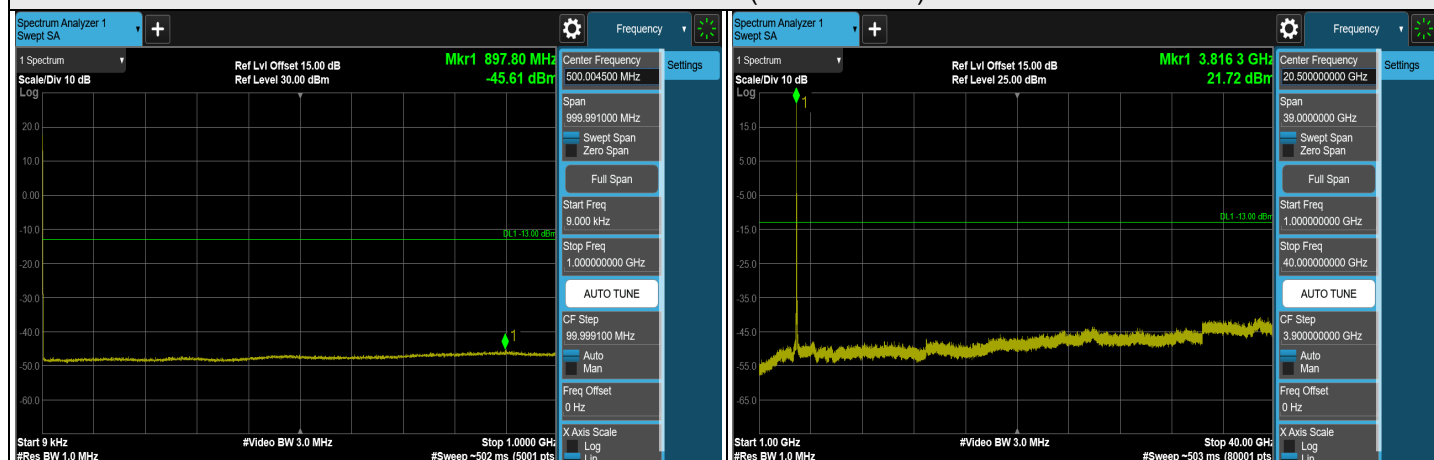 Spectrum Analyzer 1
Swept SA
Frequency
1 Spectrum
Scale/Div 10 dB
Log
Ref Lvl Offset 15.00 dB
Ref Level 30.00 dBm
Mkr1 897.80 MHz
-45.61 dBm
20.0
10.0
0.00
-10.0
-20.0
-30.0
-40.0
-50.0
-60.0
DL1 -13.00 dBm
1
Start 9 kHz
#Res BW 1.0 MHz
#Video BW 3.0 MHz
Stop 1.0000 GHz
#Sweep ~502 ms (5001 pts
Center Frequency
500.004500 MHz
Settings
Span
999.991000 MHz
Swept Span
Zero Span
Full Span
Start Freq
9.000 kHz
Stop Freq
1.000000000 GHz
AUTO TUNE
CF Step
99.999100 MHz
Auto
Man
Freq Offset
0 Hz
X Axis Scale
Log
Lin
Spectrum Analyzer 1
Swept SA
Frequency
1 Spectrum
Scale/Div 10 dB
Log
Ref Lvl Offset 15.00 dB
Ref Level 25.00 dBm
Mkr1 3.816 3 GHz
21.72 dBm
1
15.0
5.00
-5.00
-15.0
-25.0
-35.0
-45.0
-55.0
-65.0
DL1 -13.00 dBm
Start 1.00 GHz
#Res BW 1.0 MHz
#Video BW 3.0 MHz
Stop 40.00 GHz
#Sweep ~503 ms (80001 pts
Center Frequency
20.500000000 GHz
Settings
Span
39.0000000 GHz
Swept Span
Zero Span
Full Span
Start Freq
1.000000000 GHz
Stop Freq
40.000000000 GHz
AUTO TUNE
CF Step
3.900000000 GHz
Auto
Man
Freq Offset
0 Hz
X Axis Scale
Log
Lin